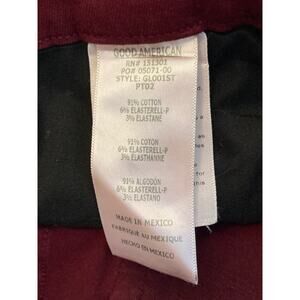 GOOD AMERICAN
RN# 151301
PO# 05071-00
STYLE: GL001ST
PT02
91% COTTON
6% ELASTERELL-P
3% ELASTANE
91% COTON
6% ELASTERELL-P
3% ELASTHANNE
91% ALGODÓN
6% ELASTERELL-P
3% ELASTANO
MADE IN MEXICO
FABRIQUÉ AU MEXIQUE
HECHO EN MEXICO